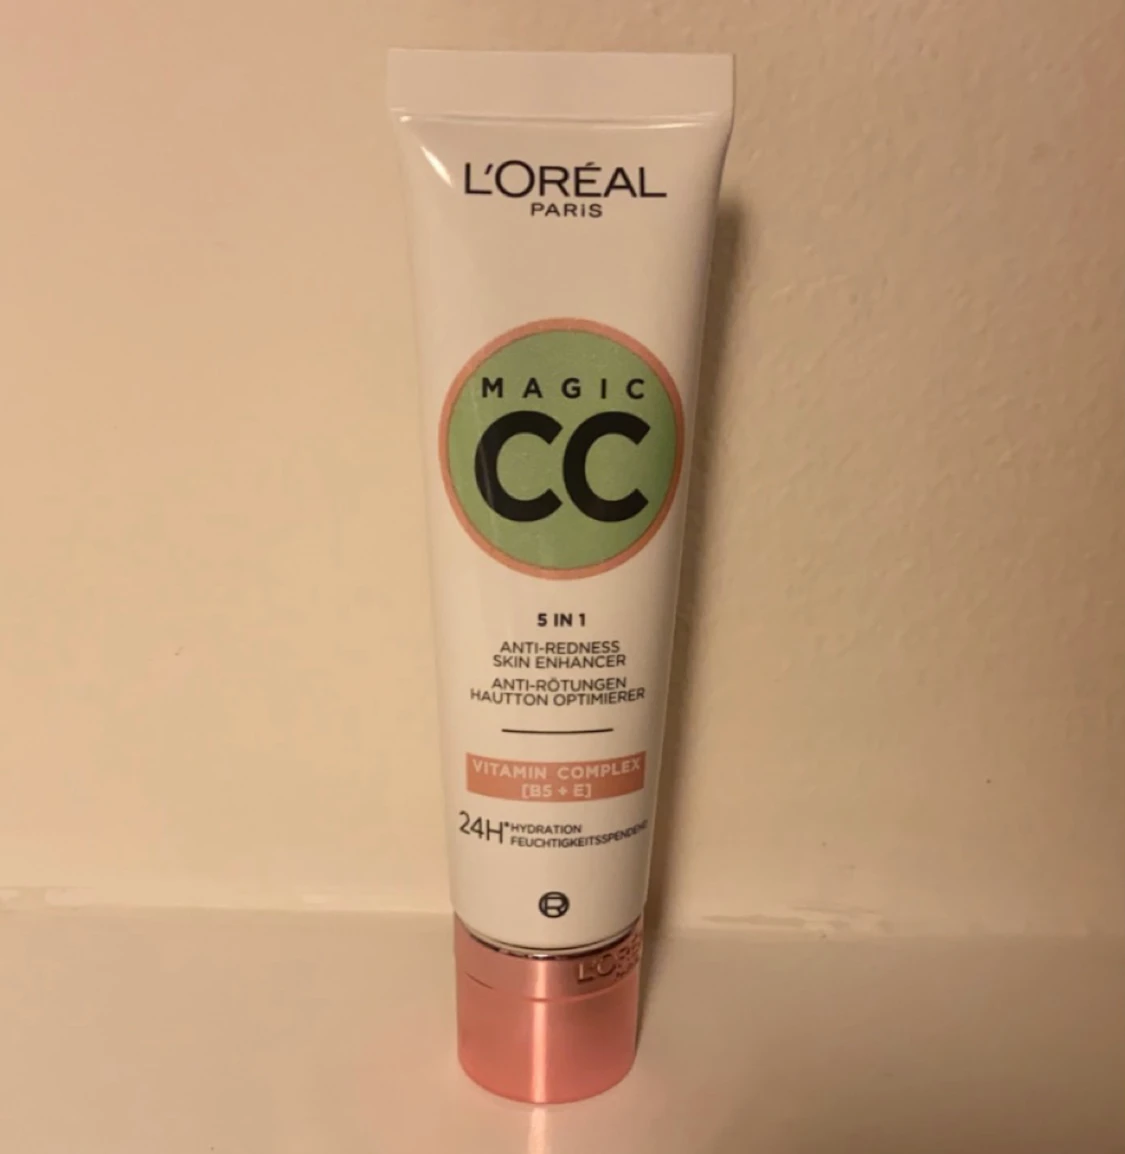 L'ORÉAL
PARiS
MAGIC
CC
5 IN 1
ANTI-REDNESS
SKIN ENHANCER
ANTI-RÖTUNGEN
HAUTTON OPTIMIERER
VITAMIN COMPLEX
[B5 + E]
24H*HYDRATION
FEUCHTIGKEITSSPENDEND
R
L'ORÉ